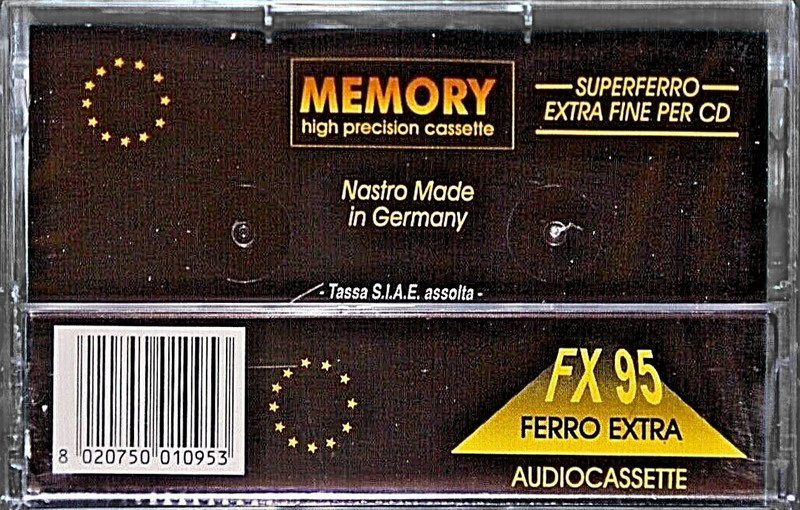 MEMORY
high precision cassette
SUPERFERRO
EXTRA FINE PER CD
Nastro Made
in Germany
- Tassa S.I.A.E. assolta -
8 020750 010953
FX 95
FERRO EXTRA
AUDIOCASSETTE